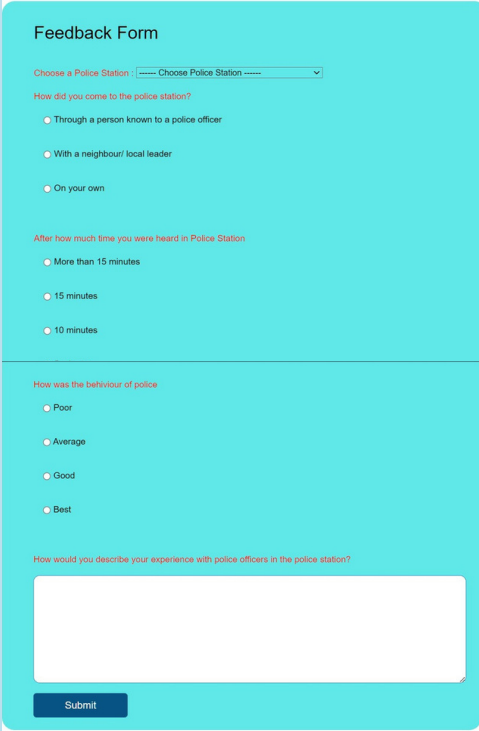 Feedback Form
Choose a Police Station : ------ Choose Police Station ------
How did you come to the police station?
Through a person known to a police officer
With a neighbour/ local leader
On your own
After how much time you were heard in Police Station
More than 15 minutes
15 minutes
10 minutes
How was the behiviour of police
Poor
Average
Good
Best
How would you describe your experience with police officers in the police station?
Submit